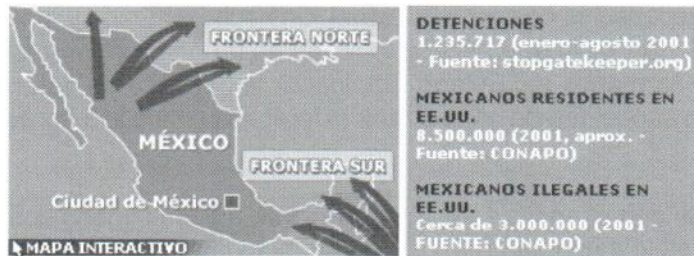 FRONTERA NORTE
MÉXICO
FRONTERA SUR
Ciudad de México
MAPA INTERACTIVO
DETENCIONES
1.235.717 (enero-agosto 2001
- Fuente: stopgatekeeper.org)
MEXICANOS RESIDENTES EN
EE.UU.
8.500.000 (2001, aprox. -
Fuente: CONAPO)
MEXICANOS ILEGALES EN
EE.UU.
Cerca de 3.000.000 (2001 -
FUENTE: CONAPO)